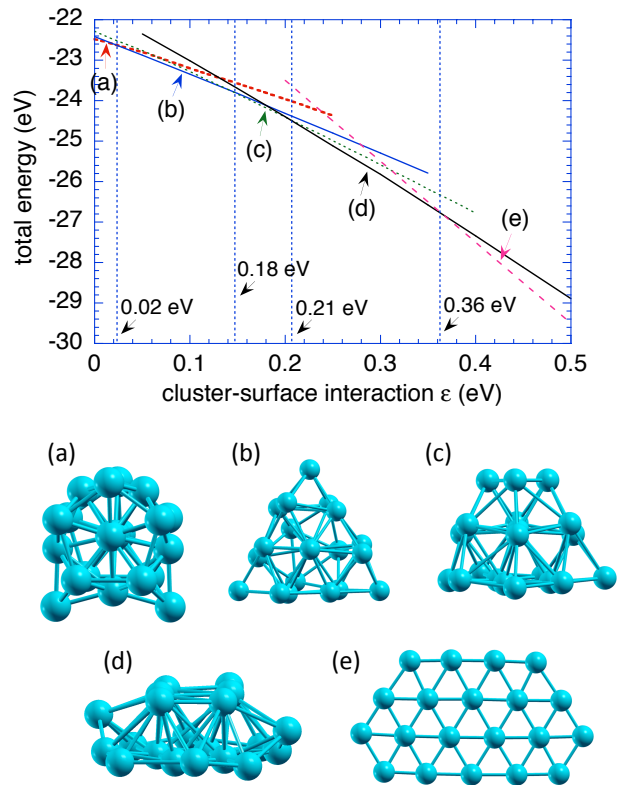 -22
-23
-24
-25
-26
-27
-28
-29
-30
total energy (eV)
(a)
(b)
(c)
(d)
(e)
0.02 eV
0.18 eV
0.21 eV
0.36 eV
0 0.1 0.2 0.3 0.4 0.5
cluster-surface interaction ε (eV)
(a) (b) (c)
(d) (e)